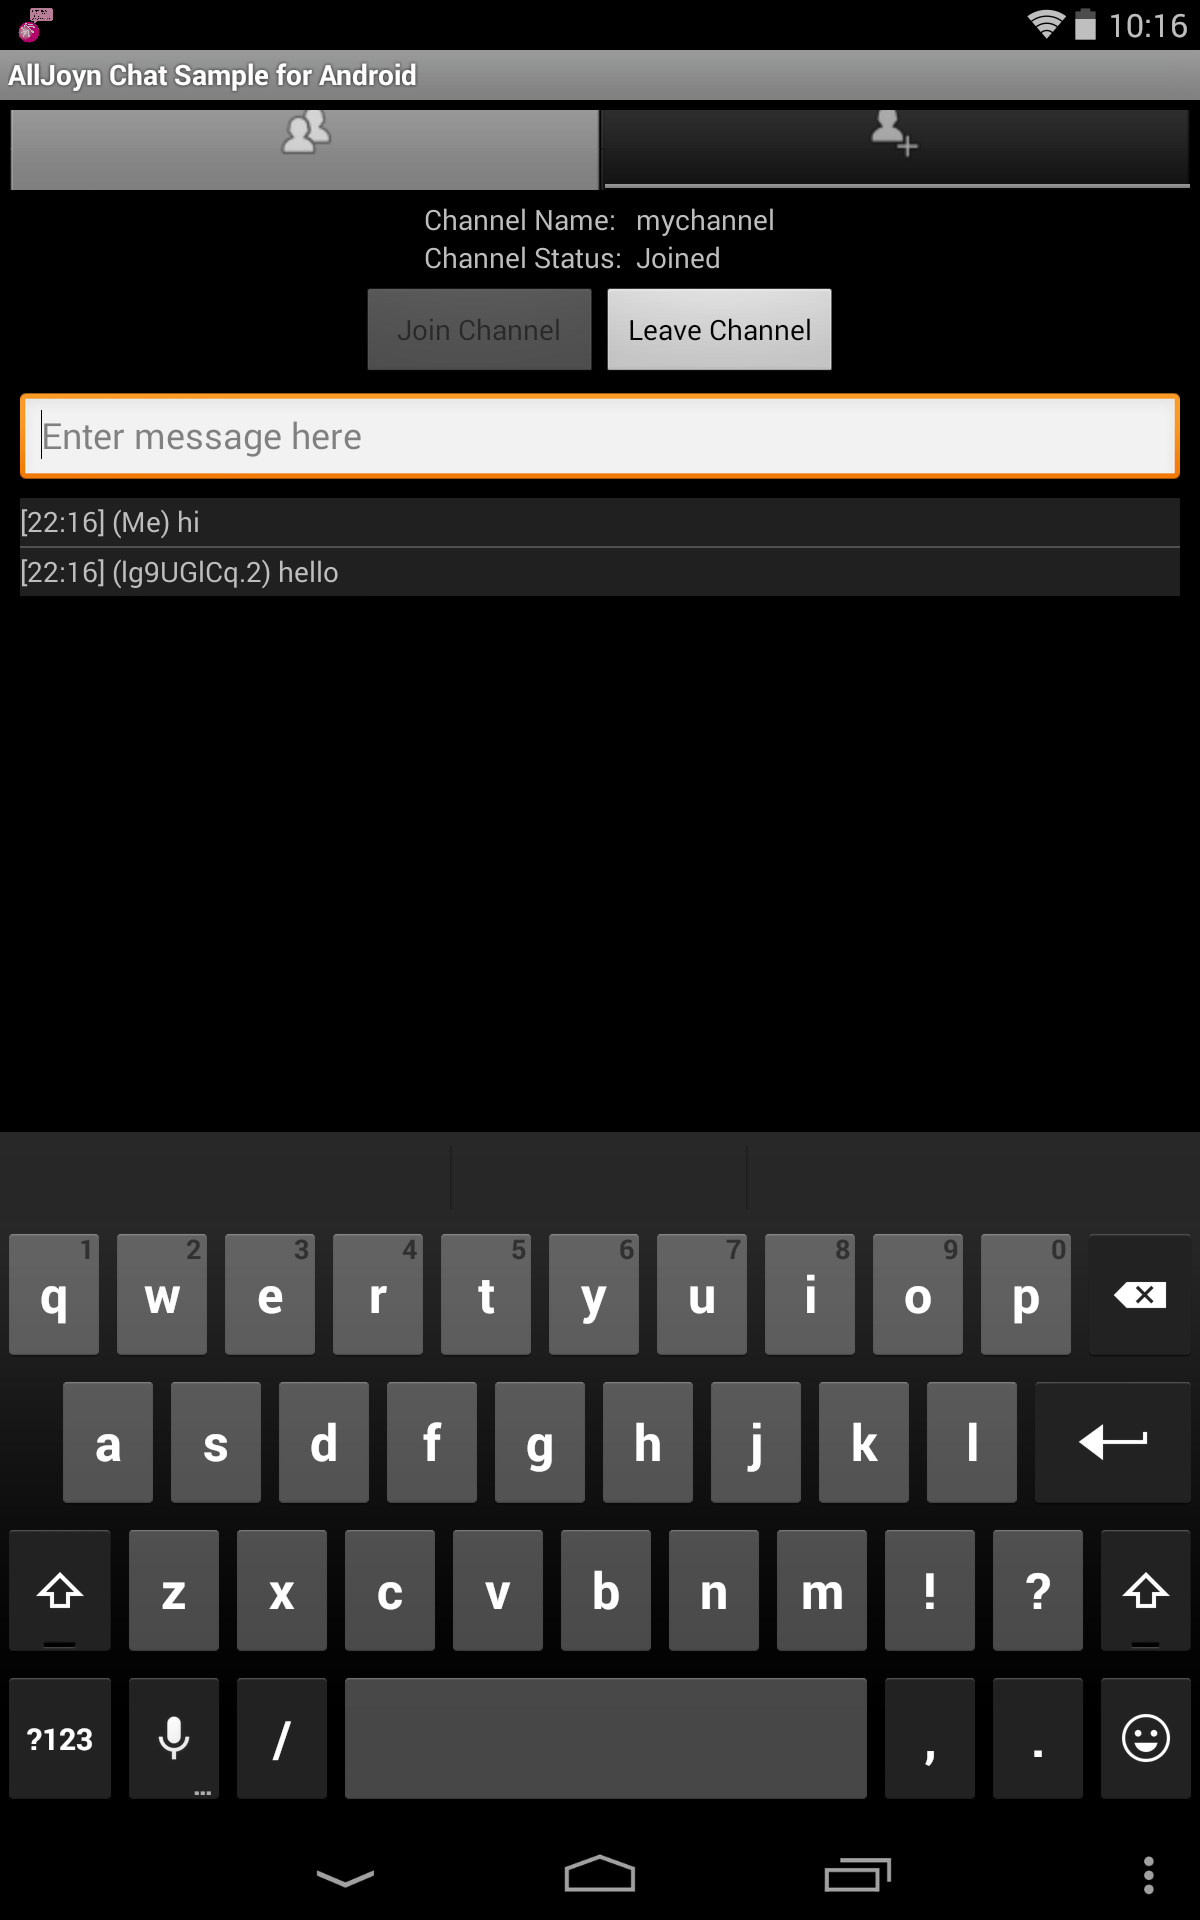 10:16
AllJoyn Chat Sample for Android
Channel Name: mychannel
Channel Status: Joined
Join Channel Leave Channel
Enter message here
[22:16] (Me) hi
[22:16] (lg9UGlCq.2) hello
1 2 3 4 5 6 7 8 9 0
q w e r t y u i o p
a s d f g h j k l
z x c v b n m ! ?
?123 / , .